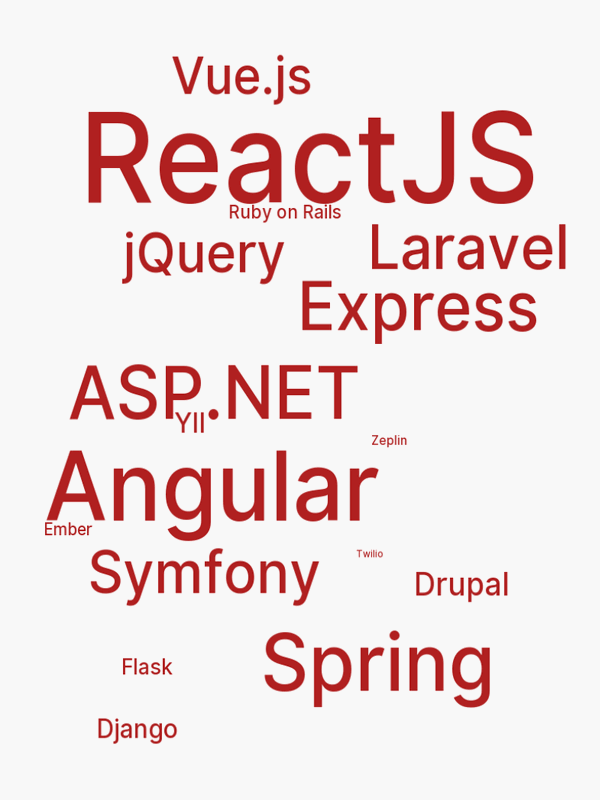 Vue.js
ReactJS
Ruby on Rails
jQuery
Laravel
Express
ASP.NET
YII
Zeplin
Angular
Ember
Symfony
Twilio
Drupal
Spring
Flask
Django